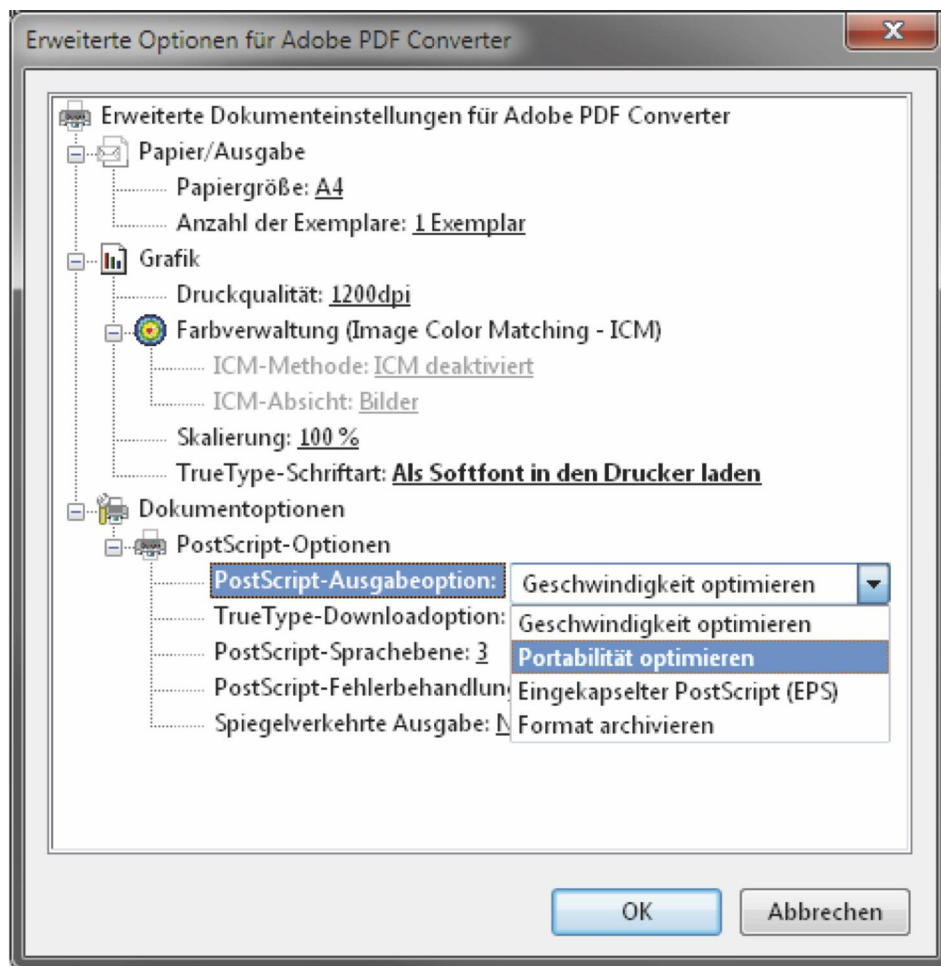 Erweiterte Optionen für Adobe PDF Converter
Erweiterte Dokumenteinstellungen für Adobe PDF Converter
Papier/Ausgabe
Papiergröße: A4
Anzahl der Exemplare: 1 Exemplar
Grafik
Druckqualität: 1200dpi
Farbverwaltung (Image Color Matching - ICM)
ICM-Methode: ICM deaktiviert
ICM-Absicht: Bilder
Skalierung: 100 %
TrueType-Schriftart: Als Softfont in den Drucker laden
Dokumentoptionen
PostScript-Optionen
PostScript-Ausgabeoption: Geschwindigkeit optimieren
TrueType-Downloadoption: Geschwindigkeit optimieren
PostScript-Sprachebene: 3 Portabilität optimieren
PostScript-Fehlerbehandlun Eingekapselter PostScript (EPS)
Spiegelverkehrte Ausgabe: Format archivieren
OK Abbrechen